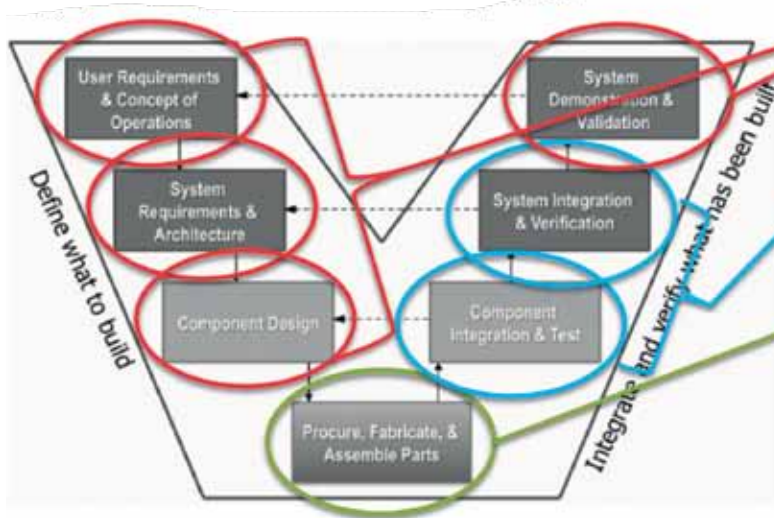 User Requirements
& Concept of
Operations
System
Demonstration &
Validation
System
Requirements &
Architecture
System Integration
& Verification
Component Design
Component
Integration & Test
Procure, Fabricate, &
Assemble Parts
Define what to build
Integrate and verify what has been built